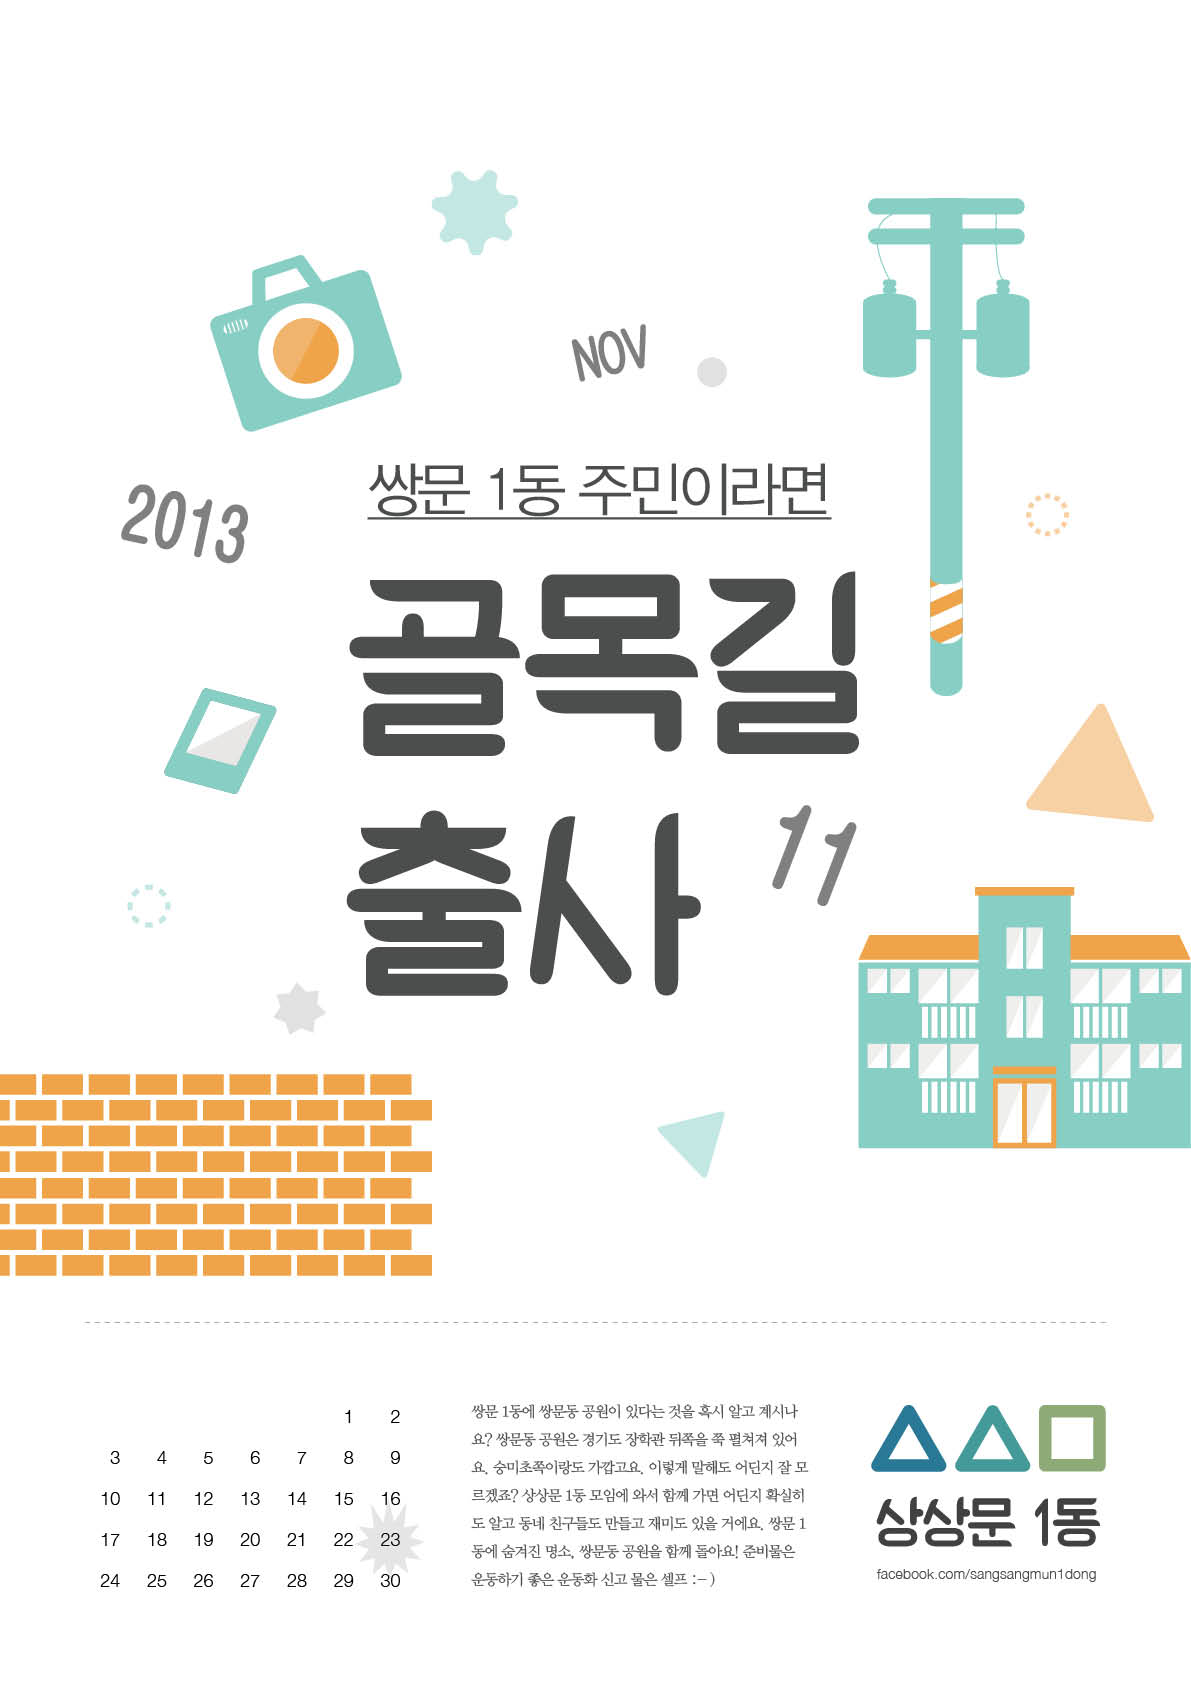 NOV
2013
쌍문 1동 주민이라면
골목길
출사
11
1 2
3 4 5 6 7 8 9
10 11 12 13 14 15 16
17 18 19 20 21 22 23
24 25 26 27 28 29 30
쌍문 1동에 쌍문동 공원이 있다는 것을 혹시 알고 계시나
요? 쌍문동 공원은 경기도 장학관 뒤쪽을 쭉 펼쳐져 있어
요. 숭미초쪽이랑도 가깝고요. 이렇게 말해도 어딘지 잘 모
르겠죠? 상상문 1동 모임에 와서 함께 가면 어딘지 확실히
도 알고 동네 친구들도 만들고 재미도 있을 거에요. 쌍문 1
동에 숨겨진 명소, 쌍문동 공원을 함께 돌아요! 준비물은
운동하기 좋은 운동화 신고 물은 셀프 :- )
상상문 1동
facebook.com/sangsangmun1dong